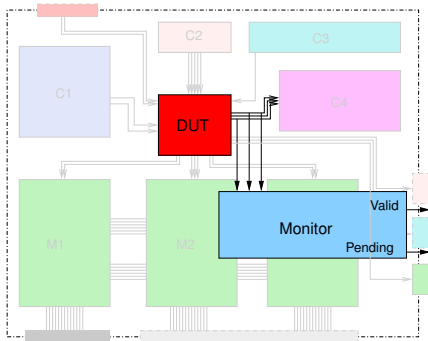 C2
C3
C1
C4
DUT
Valid
M1
M2
Monitor
Pending